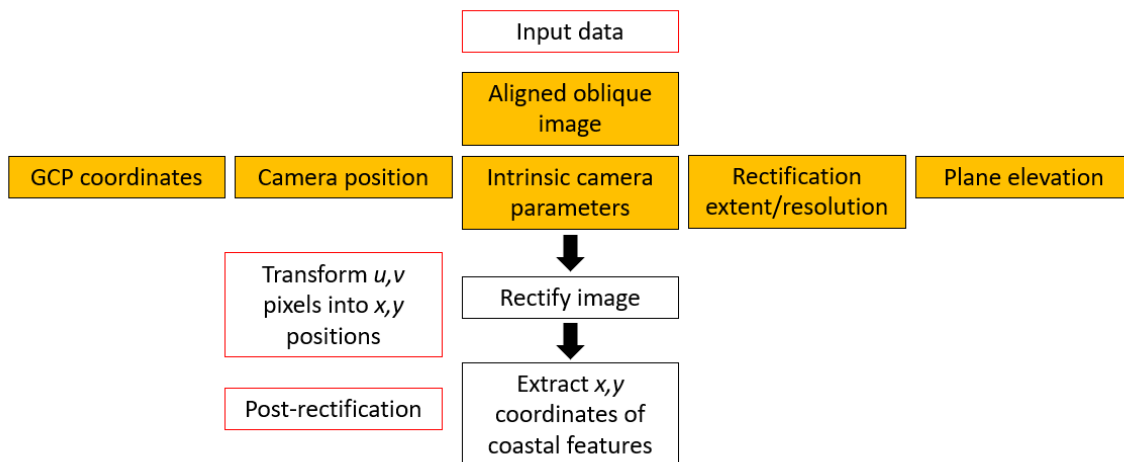 Input data
Aligned oblique
image
GCP coordinates
Camera position
Intrinsic camera
parameters
Rectification
extent/resolution
Plane elevation
Transform u,v
pixels into x,y
positions
Rectify image
Post-rectification
Extract x,y
coordinates of
coastal features